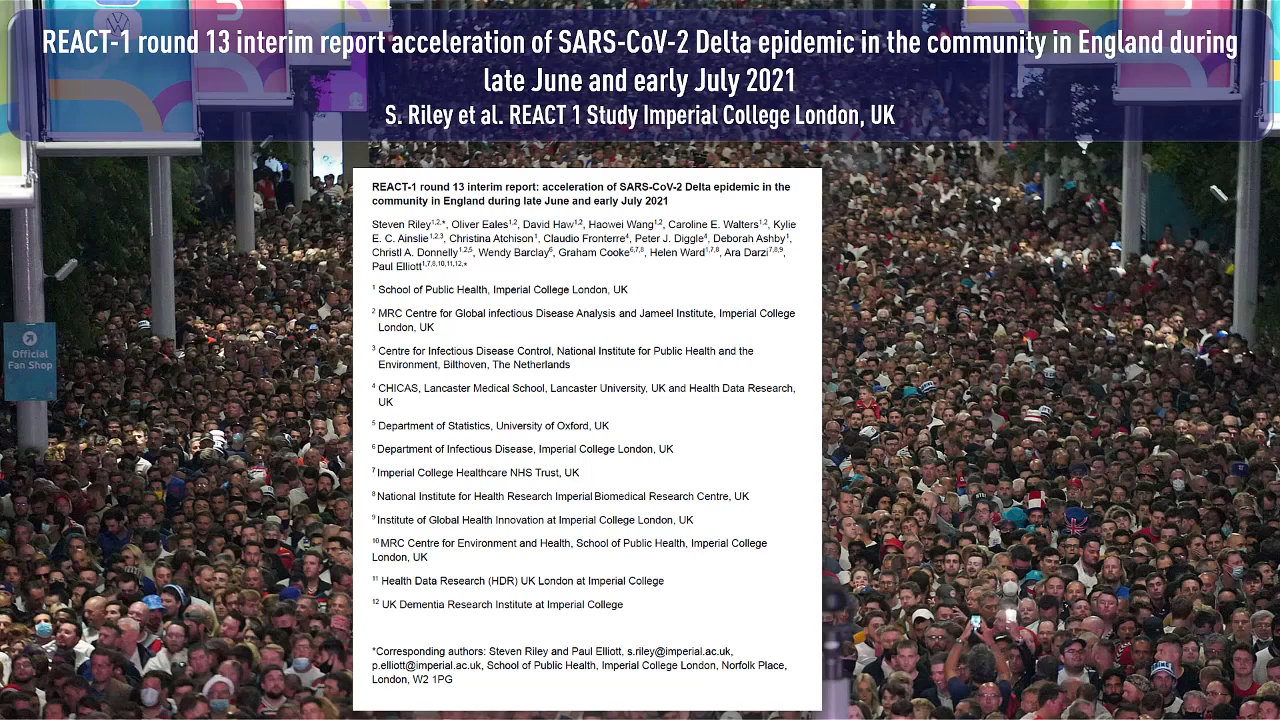 REACT-1 round 13 interim report acceleration of SARS-CoV-2 Delta epidemic in the community in England during
late June and early July 2021
S. Riley et al. REACT 1 Study Imperial College London, UK
Official
Fan Shop
REACT-1 round 13 interim report: acceleration of SARS-CoV-2 Delta epidemic in the
community in England during late June and early July 2021
Steven Riley1,2,*, Oliver Eales1,2, David Haw1,2, Haowei Wang1,2, Caroline E. Walters1,2, Kylie
E. C. Ainslie1,2,3, Christina Atchison1, Claudio Fronterre4, Peter J. Diggle4, Deborah Ashby1,
Christl A. Donnelly1,2,5, Wendy Barclay6, Graham Cooke6,7,8, Helen Ward1,7,8, Ara Darzi7,8,9,
Paul Elliott1,7,8,10,11,12,*
1 School of Public Health, Imperial College London, UK
2 MRC Centre for Global infectious Disease Analysis and Jameel Institute, Imperial College
London, UK
3 Centre for Infectious Disease Control, National Institute for Public Health and the
Environment, Bilthoven, The Netherlands
4 CHICAS, Lancaster Medical School, Lancaster University, UK and Health Data Research,
UK
5 Department of Statistics, University of Oxford, UK
6 Department of Infectious Disease, Imperial College London, UK
7 Imperial College Healthcare NHS Trust, UK
8 National Institute for Health Research Imperial Biomedical Research Centre, UK
9 Institute of Global Health Innovation at Imperial College London, UK
10 MRC Centre for Environment and Health, School of Public Health, Imperial College
London, UK
11 Health Data Research (HDR) UK London at Imperial College
12 UK Dementia Research Institute at Imperial College
*Corresponding authors: Steven Riley and Paul Elliott, s.riley@imperial.ac.uk,
p.elliott@imperial.ac.uk, School of Public Health, Imperial College London, Norfolk Place,
London, W2 1PG